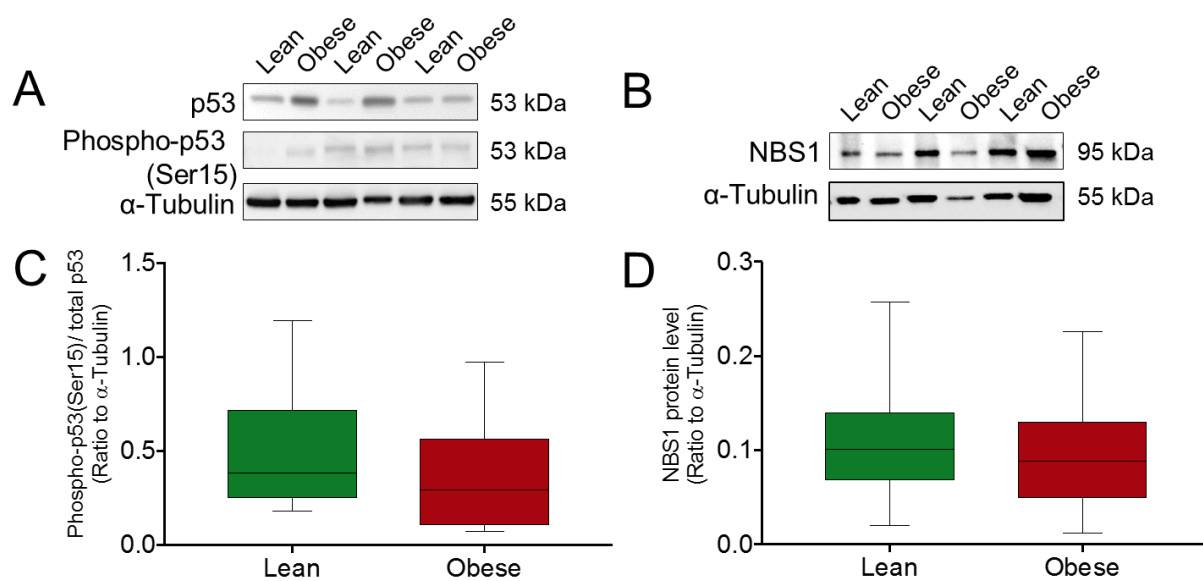 A
Lean Obese Lean Obese Lean Obese
p53 53 kDa
Phospho-p53
(Ser15) 53 kDa
α-Tubulin 55 kDa
B
Lean Obese Lean Obese Lean Obese
NBS1 95 kDa
α-Tubulin 55 kDa
C
Phospho-p53(Ser15)/ total p53
(Ratio to α-Tubulin)
1.5
1.0
0.5
0.0
Lean Obese
D
NBS1 protein level
(Ratio to α-Tubulin)
0.3
0.2
0.1
0.0
Lean Obese